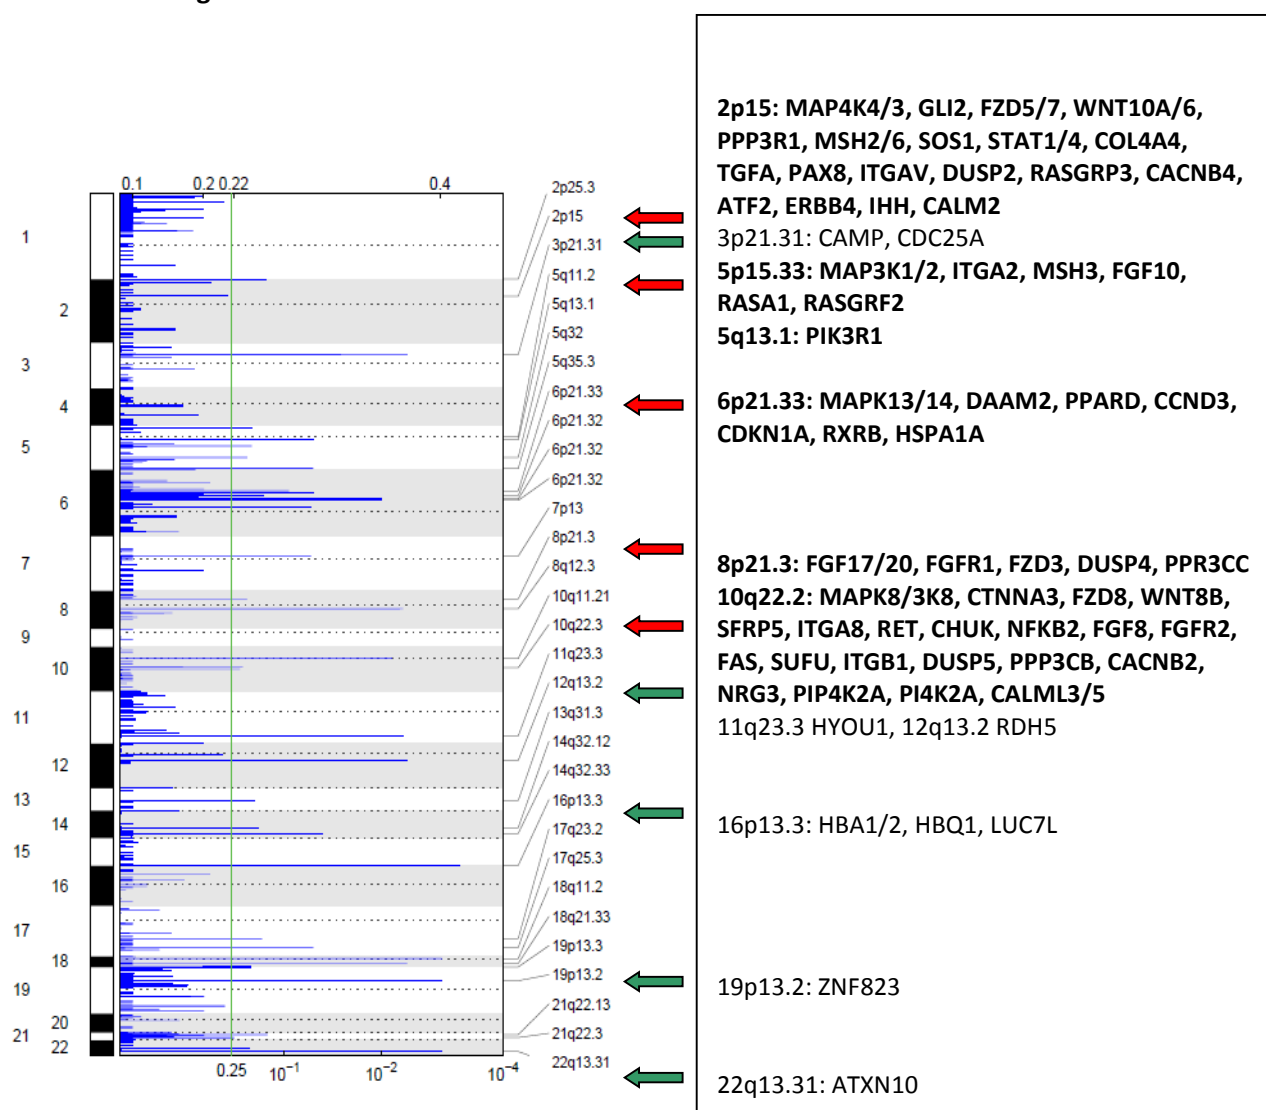 0.1 0.2 0.22 0.4
1
2
3
4
5
6
7
8
9
10
11
12
13
14
15
16
17
18
19
20
21
22
0.25 10⁻¹ 10⁻² 10⁻⁴
2p25.3
2p15
3p21.31
5q11.2
5q13.1
5q32
5q35.3
6p21.33
6p21.32
6p21.32
6p21.32
7p13
8p21.3
8q12.3
10q11.21
10q22.3
11q23.3
12q13.2
13q31.3
14q32.12
14q32.33
16p13.3
17q23.2
17q25.3
18q11.2
18q21.33
19p13.3
19p13.2
21q22.13
21q22.3
22q13.31
2p15: MAP4K4/3, GLI2, FZD5/7, WNT10A/6,
PPP3R1, MSH2/6, SOS1, STAT1/4, COL4A4,
TGFA, PAX8, ITGAV, DUSP2, RASGRP3, CACNB4,
ATF2, ERBB4, IHH, CALM2
3p21.31: CAMP, CDC25A
5p15.33: MAP3K1/2, ITGA2, MSH3, FGF10,
RASA1, RASGRF2
5q13.1: PIK3R1
6p21.33: MAPK13/14, DAAM2, PPARD, CCND3,
CDKN1A, RXRB, HSPA1A
8p21.3: FGF17/20, FGFR1, FZD3, DUSP4, PPR3CC
10q22.2: MAPK8/3K8, CTNNA3, FZD8, WNT8B,
SFRP5, ITGA8, RET, CHUK, NFKB2, FGF8, FGFR2,
FAS, SUFU, ITGB1, DUSP5, PPP3CB, CACNB2,
NRG3, PIP4K2A, PI4K2A, CALML3/5
11q23.3 HYOU1, 12q13.2 RDH5
16p13.3: HBA1/2, HBQ1, LUC7L
19p13.2: ZNF823
22q13.31: ATXN10